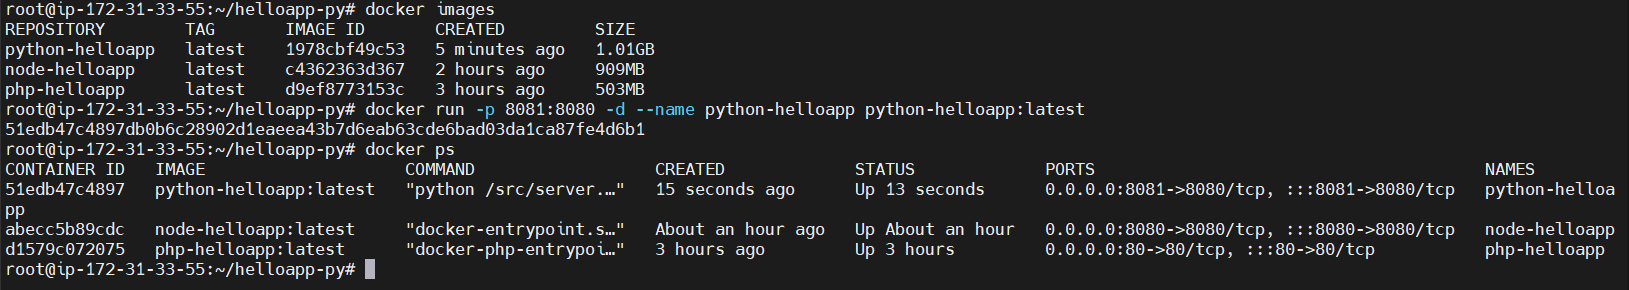 root@ip-172-31-33-55:~/helloapp-py# docker images
REPOSITORY        TAG       IMAGE ID       CREATED         SIZE
python-helloapp   latest    1978cbf49c53   5 minutes ago   1.01GB
node-helloapp     latest    c4362363d367   2 hours ago     909MB
php-helloapp      latest    d9ef8773153c   3 hours ago     503MB
root@ip-172-31-33-55:~/helloapp-py# docker run -p 8081:8080 -d --name python-helloapp python-helloapp:latest
51edb47c4897db0b6c28902d1eaeea43b7d6eab63cde6bad03da1ca87fe4d6b1
root@ip-172-31-33-55:~/helloapp-py# docker ps
CONTAINER ID   IMAGE                    COMMAND                  CREATED             STATUS             PORTS                                       NAMES
51edb47c4897   python-helloapp:latest   "python /src/server.…"   15 seconds ago      Up 13 seconds      0.0.0.0:8081->8080/tcp, :::8081->8080/tcp   python-helloa
pp
abecc5b89cdc   node-helloapp:latest     "docker-entrypoint.s…"   About an hour ago   Up About an hour   0.0.0.0:8080->8080/tcp, :::8080->8080/tcp   node-helloapp
d1579c072075   php-helloapp:latest      "docker-php-entrypoi…"   3 hours ago         Up 3 hours         0.0.0.0:80->80/tcp, :::80->80/tcp           php-helloapp
root@ip-172-31-33-55:~/helloapp-py#